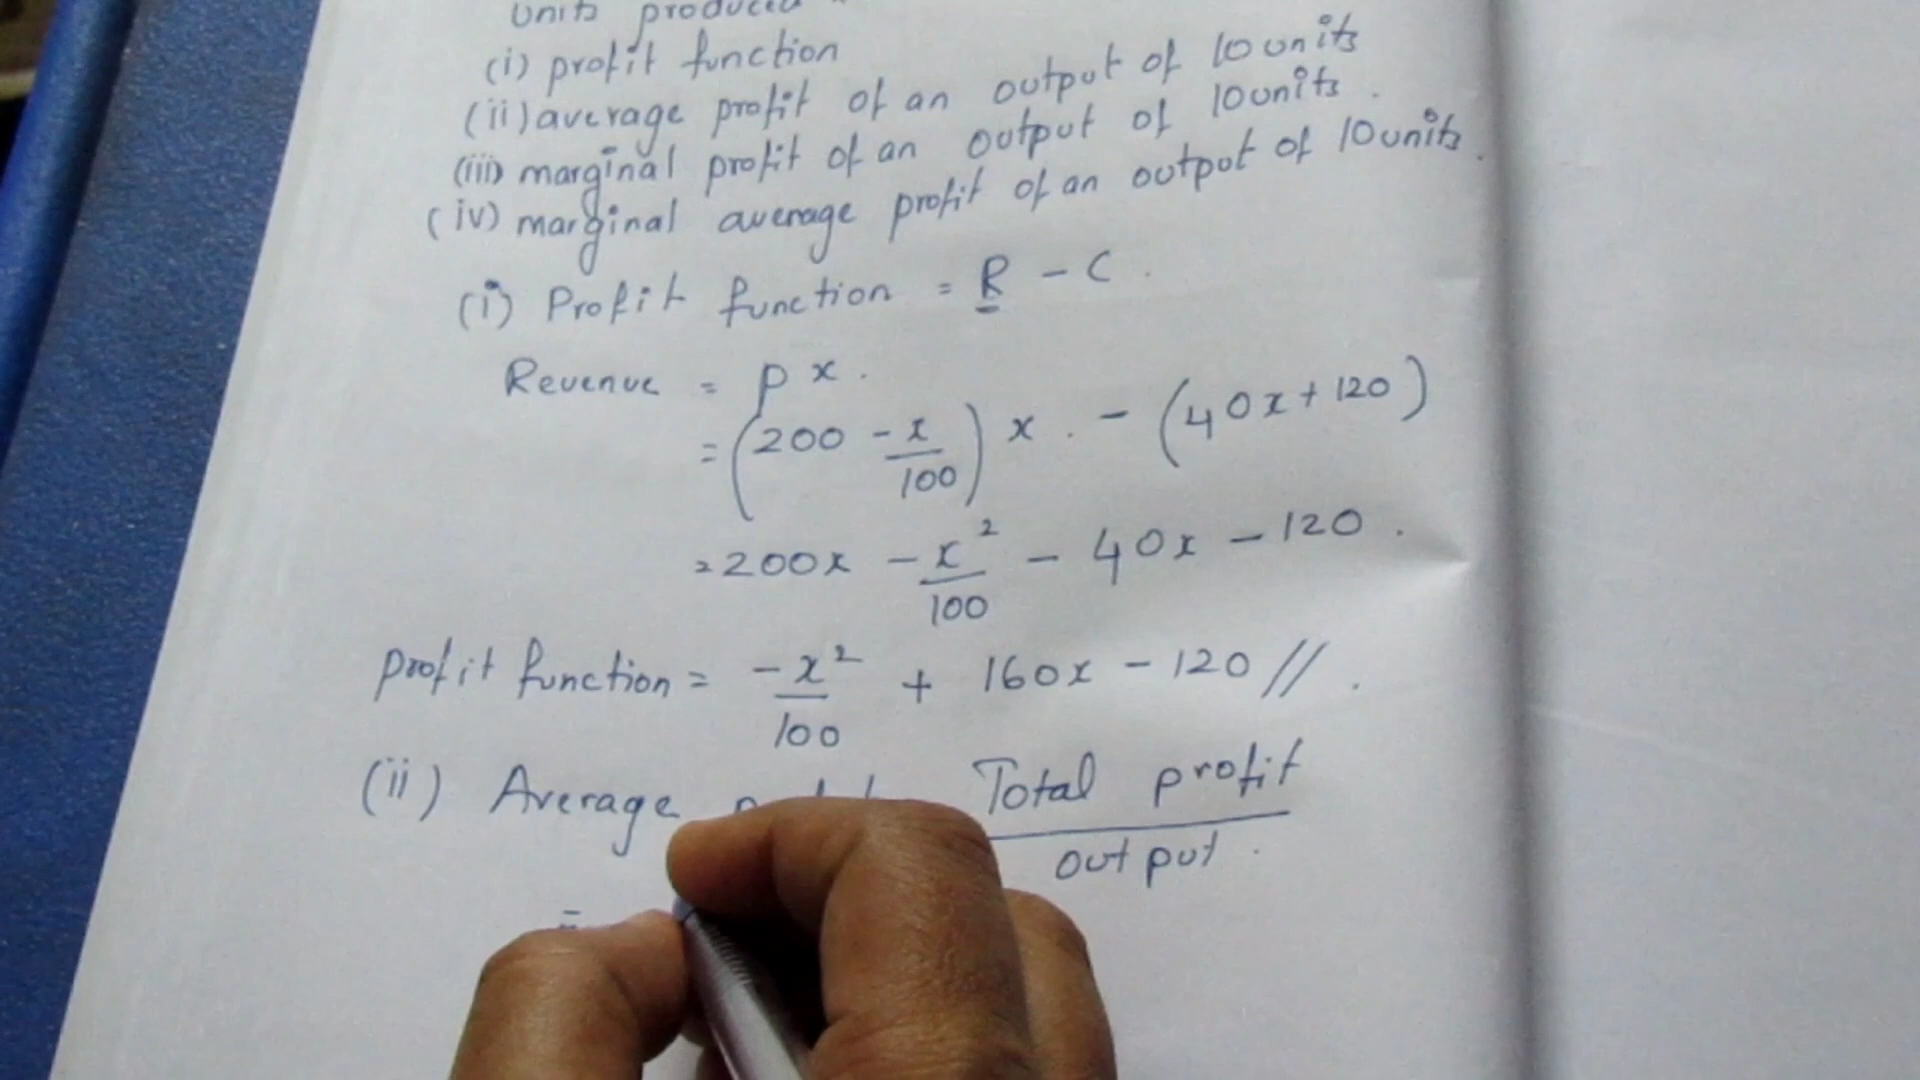 units produced
(i) profit function
(ii) average profit of an output of 10 units
(iii) marginal profit of an output of 10 units.
(iv) marginal average profit of an output of 10 units.
(i) Profit function = R - C.
Revenue = px.
= (200 - x/100) x. - (40x + 120)
= 200x - x²/100 - 40x - 120.
profit function = -x²/100 + 160x - 120 //.
(ii) Average Total profit / output.
=